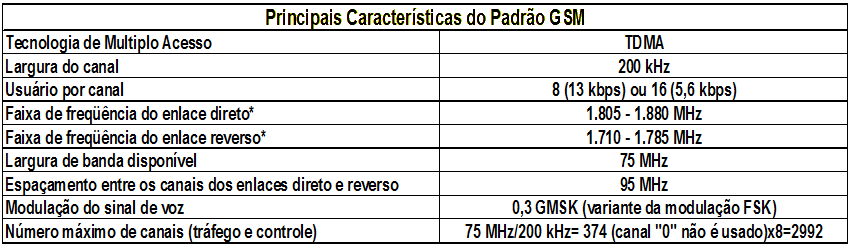 Principais Características do Padrão GSM
Tecnologia de Multiplo Acesso TDMA
Largura do canal 200 kHz
Usuário por canal 8 (13 kbps) ou 16 (5,6 kbps)
Faixa de freqüência do enlace direto* 1.805 - 1.880 MHz
Faixa de freqüência do enlace reverso* 1.710 - 1.785 MHz
Largura de banda disponível 75 MHz
Espaçamento entre os canais dos enlaces direto e reverso 95 MHz
Modulação do sinal de voz 0,3 GMSK (variante da modulação FSK)
Número máximo de canais (tráfego e controle) 75 MHz/200 kHz= 374 (canal "0" não é usado)x8=2992